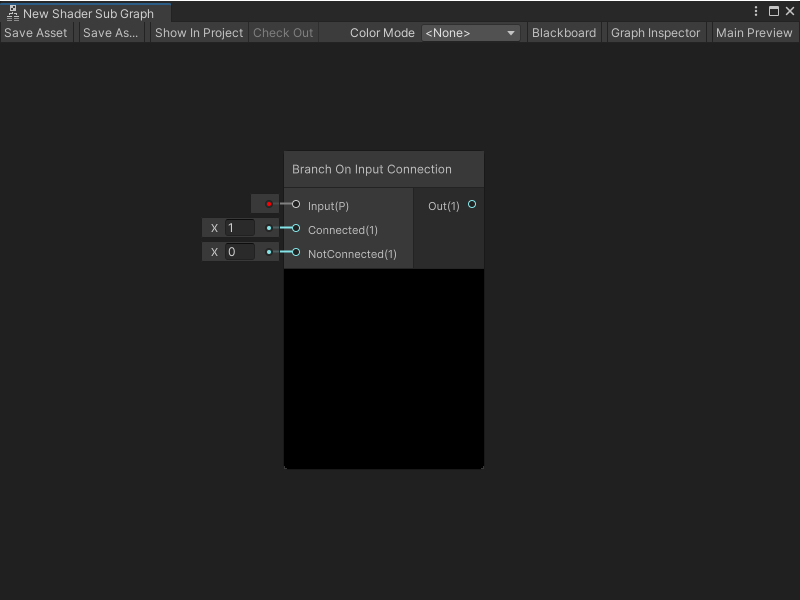 New Shader Sub Graph
Save Asset Save As... Show In Project Check Out Color Mode <None> Blackboard Graph Inspector Main Preview
Branch On Input Connection
Input(P) Out(1)
X 1 Connected(1)
X 0 NotConnected(1)